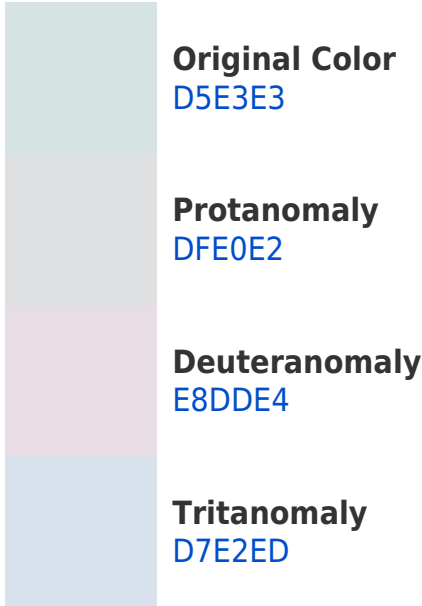 Original Color
D5E3E3
Protanomaly
DFE0E2
Deuteranomaly
E8DDE4
Tritanomaly
D7E2ED